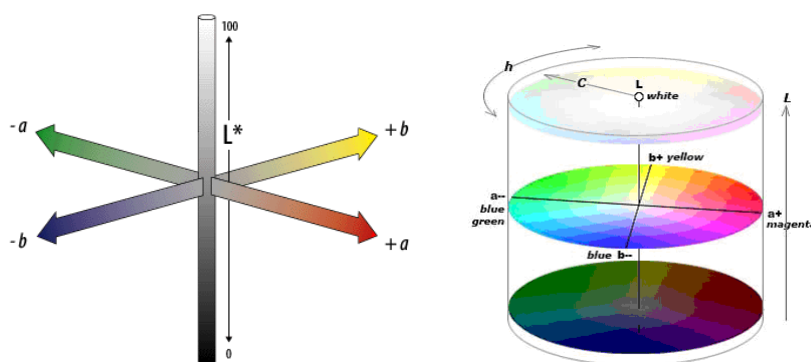 100
L*
-a
+b
-b
+a
0
h
C
L
white
L
b+ yellow
a--
blue
green
a+
magenta
blue b--